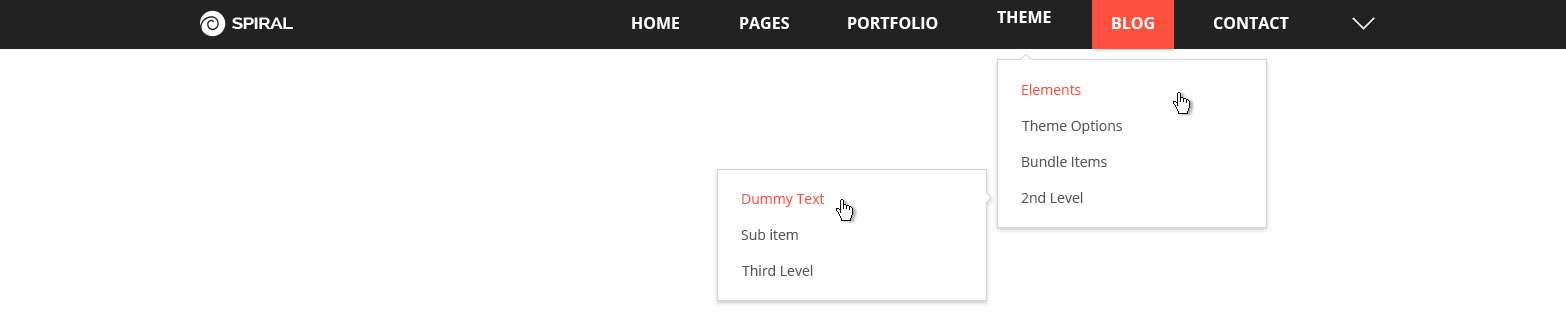 SPIRAL
HOME PAGES PORTFOLIO THEME BLOG CONTACT
Elements
Theme Options
Bundle Items
2nd Level
Dummy Text
Sub item
Third Level